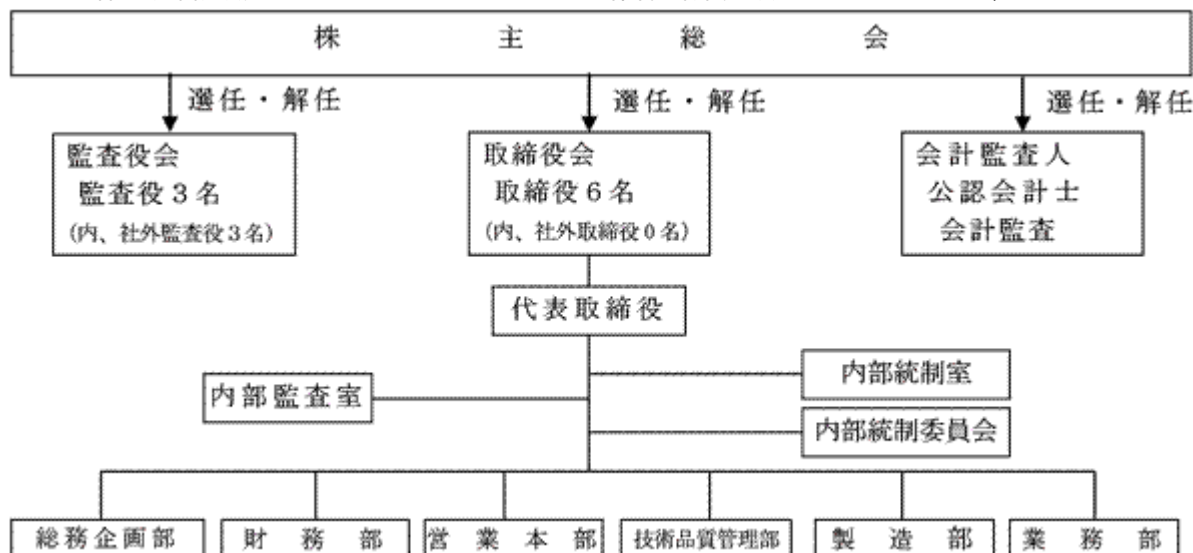 株主総会
選任・解任
選任・解任
選任・解任
監査役会
監査役3名
(内、社外監査役3名)
取締役会
取締役6名
(内、社外取締役0名)
会計監査人
公認会計士
会計監査
代表取締役
内部統制室
内部監査室
内部統制委員会
総務企画部
財務部
営業本部
技術品質管理部
製造部
業務部